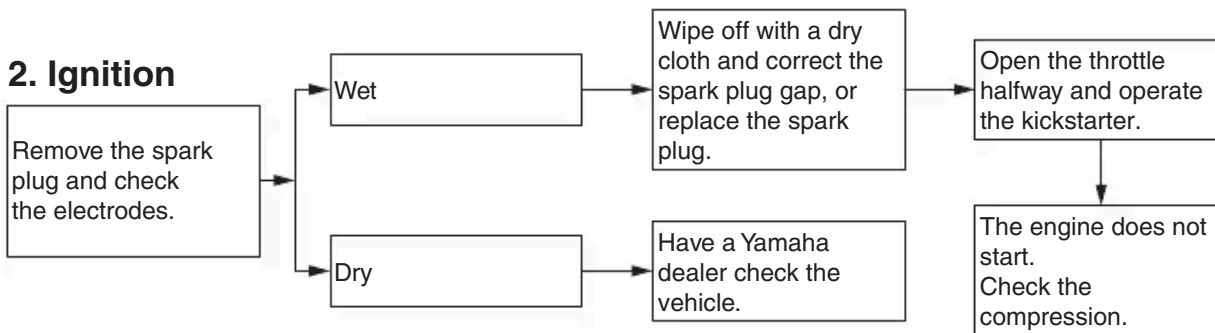 2. Ignition
Remove the spark
plug and check
the electrodes.
Wet
Wipe off with a dry
cloth and correct the
spark plug gap, or
replace the spark
plug.
Open the throttle
halfway and operate
the kickstarter.
The engine does not
start.
Check the
compression.
Dry
Have a Yamaha
dealer check the
vehicle.